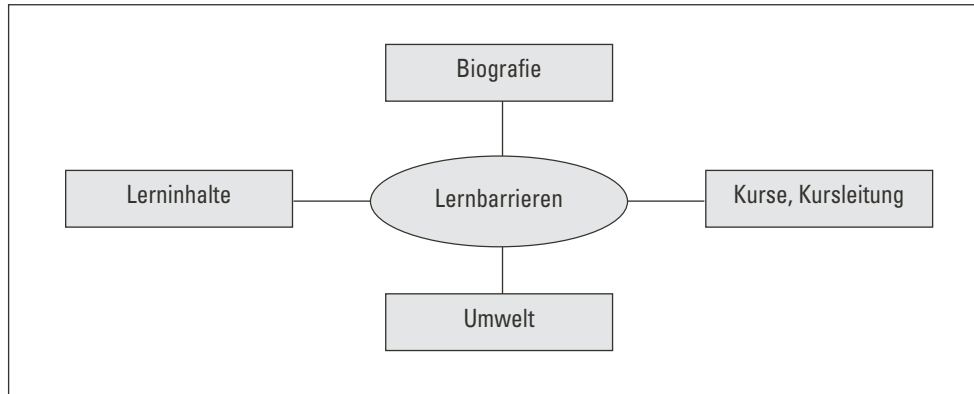 Biografie
Lerninhalte
Lernbarrieren
Kurse, Kursleitung
Umwelt